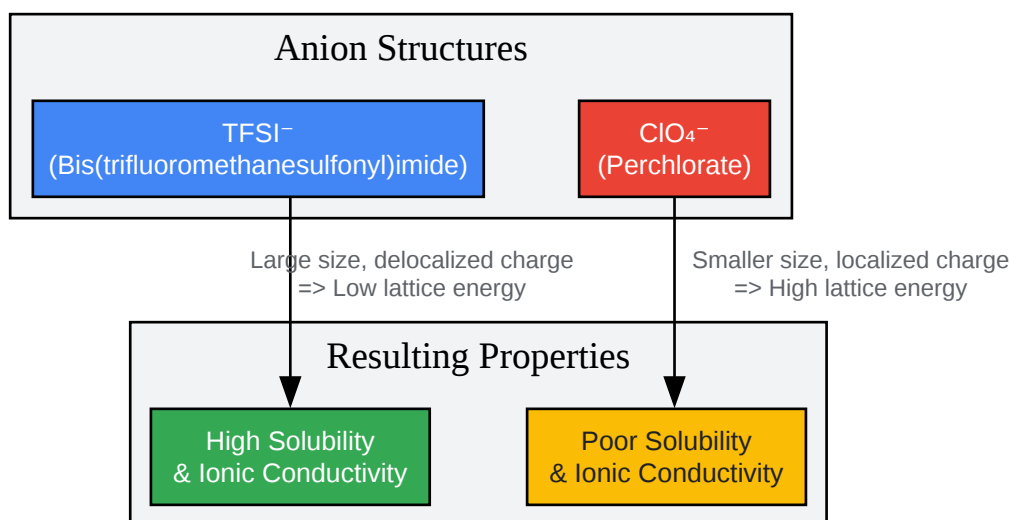 Anion Structures
TFSI⁻
(Bis(trifluoromethanesulfonyl)imide)
ClO₄⁻
(Perchlorate)
Large size, delocalized charge
=> Low lattice energy
Smaller size, localized charge
=> High lattice energy
Resulting Properties
High Solubility
& Ionic Conductivity
Poor Solubility
& Ionic Conductivity